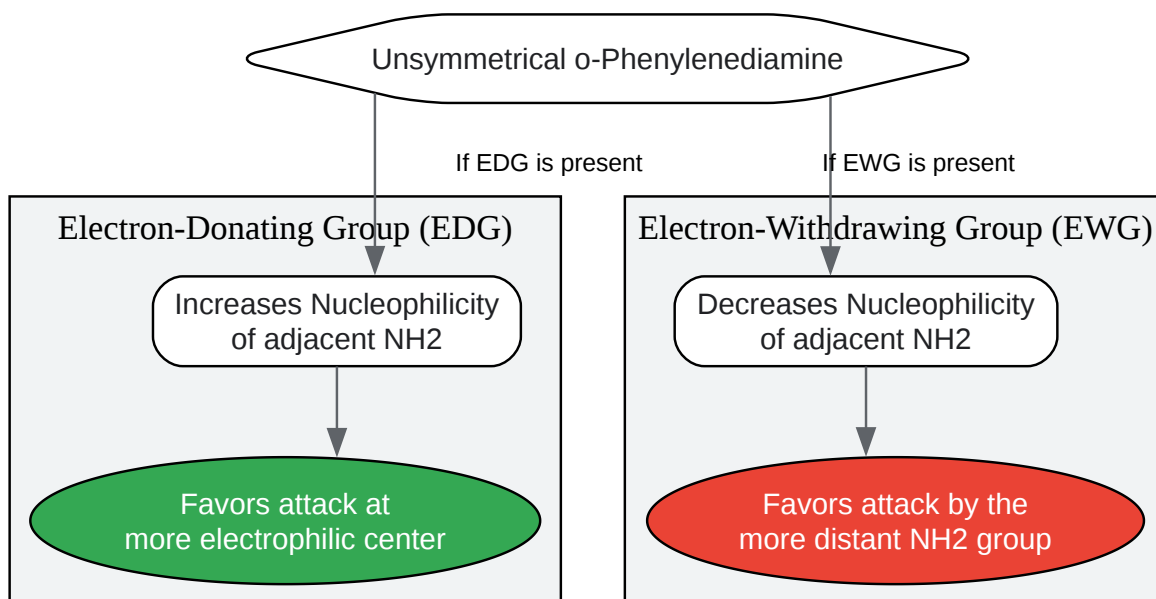 Unsymmetrical o-Phenylenediamine
If EDG is present
If EWG is present
Electron-Donating Group (EDG)
Increases Nucleophilicity
of adjacent NH2
Favors attack at
more electrophilic center
Electron-Withdrawing Group (EWG)
Decreases Nucleophilicity
of adjacent NH2
Favors attack by the
more distant NH2 group